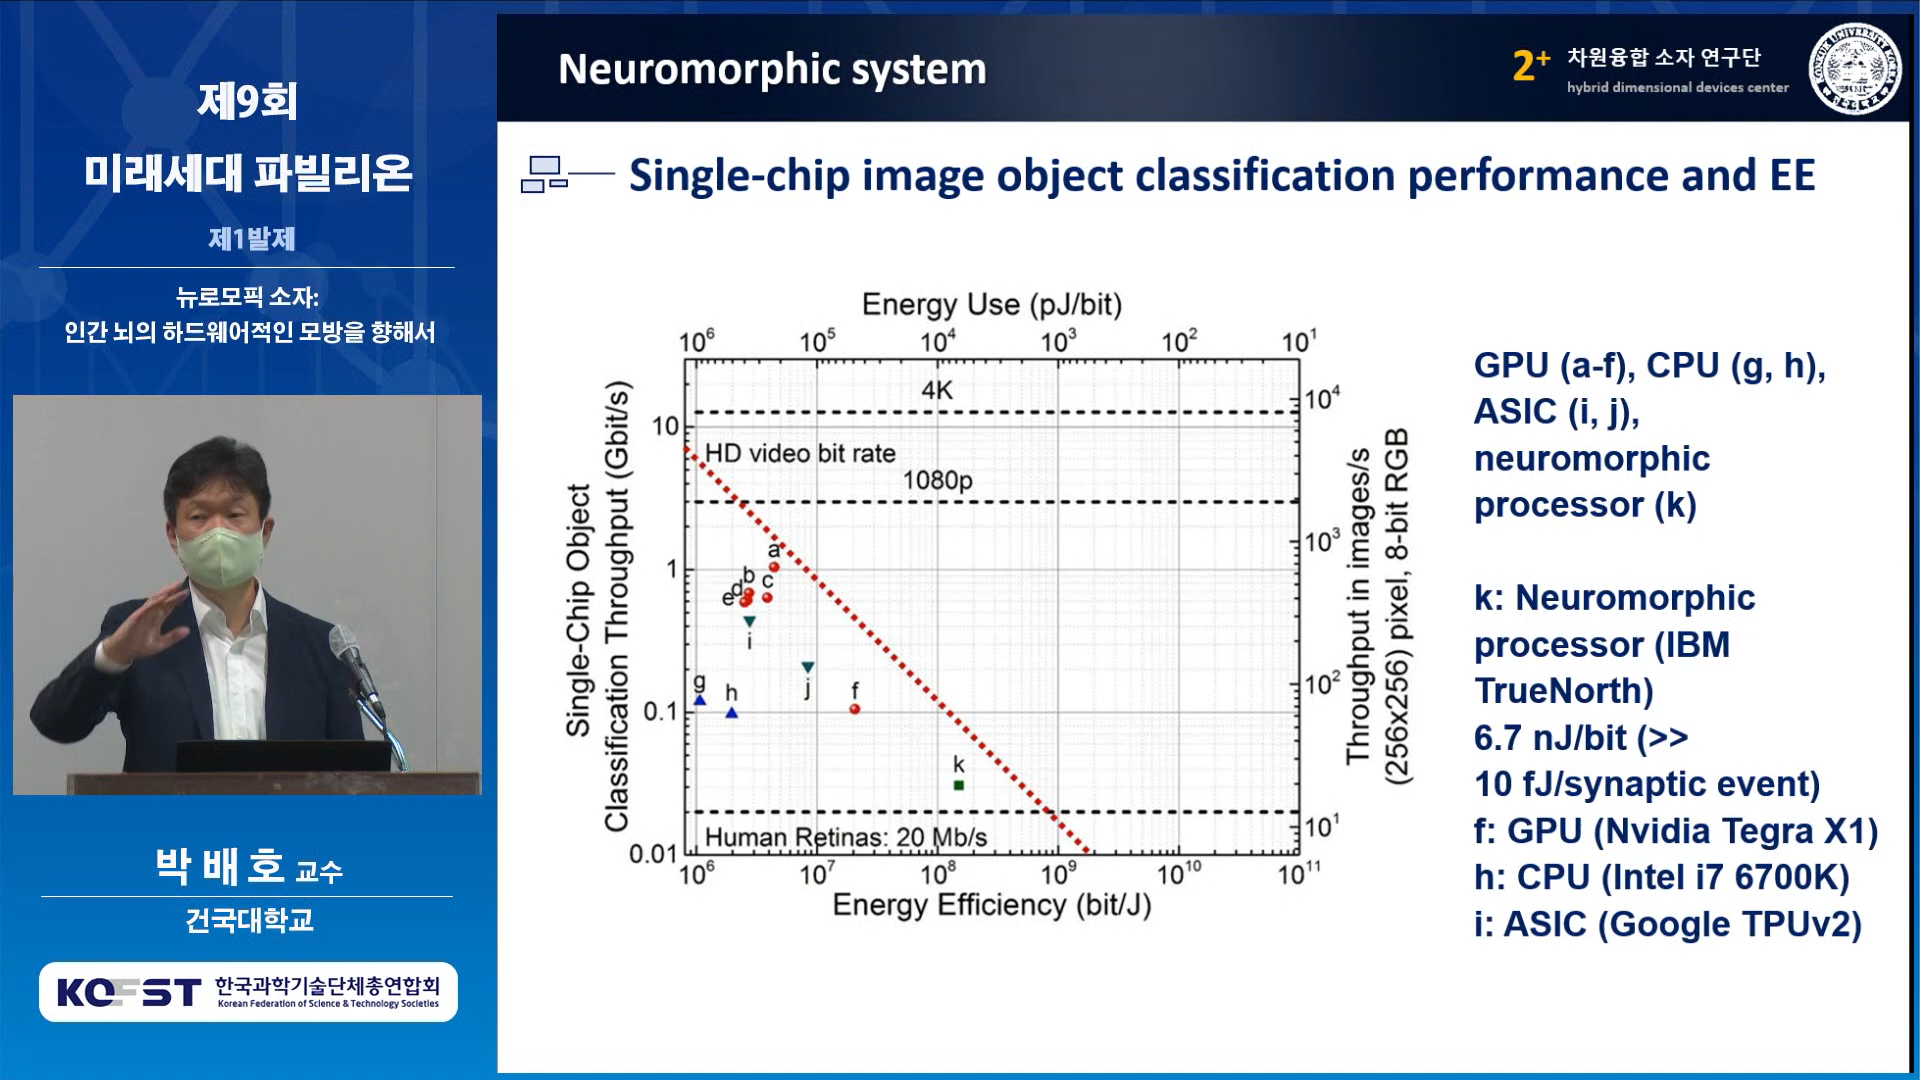 제9회
미래세대 파빌리온
제1발제
뉴로모픽 소자:
인간 뇌의 하드웨어적인 모방을 향해서
박 배 호 교수
건국대학교
KOFST 한국과학기술단체총연합회
Korean Federation of Science & Technology Societies
Neuromorphic system
2+ 차원융합 소자 연구단
hybrid dimensional devices center
Single-chip image object classification performance and EE
Energy Use (pJ/bit)
10⁶ 10⁵ 10⁴ 10³ 10² 10¹
4K
HD video bit rate
1080p
a
b
c
d
e
i
g
h
j
f
k
Human Retinas: 20 Mb/s
10
1
0.1
0.01
Single-Chip Object
Classification Throughput (Gbit/s)
10⁴
10³
10²
10¹
Throughput in images/s
(256x256) pixel, 8-bit RGB
10⁶ 10⁷ 10⁸ 10⁹ 10¹⁰ 10¹¹
Energy Efficiency (bit/J)
GPU (a-f), CPU (g, h),
ASIC (i, j),
neuromorphic
processor (k)
k: Neuromorphic
processor (IBM
TrueNorth)
6.7 nJ/bit (>>
10 fJ/synaptic event)
f: GPU (Nvidia Tegra X1)
h: CPU (Intel i7 6700K)
i: ASIC (Google TPUv2)